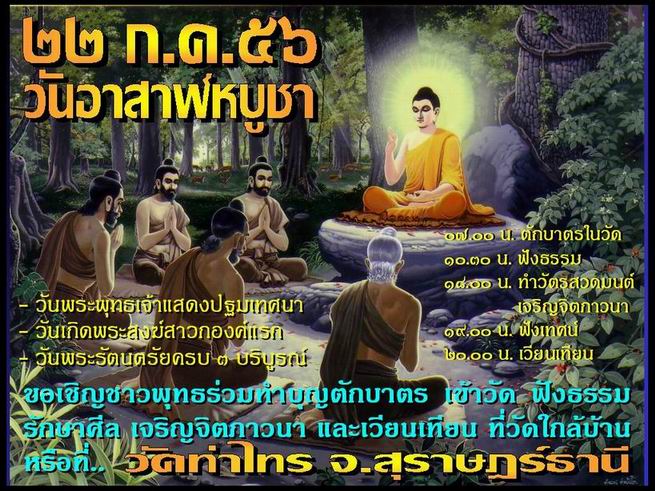 ๒๒ ก.ค.๕๖
วันอาสาฬหบูชา
๐๗.๐๐ น. ตักบาตรในวัด
๑๐.๓๐ น. ฟังธรรม
๑๘.๐๐ น. ทำวัตรสวดมนต์
เจริญจิตภาวนา
๑๙.๐๐ น. ฟังเทศน์
๒๐.๐๐ น. เวียนเทียน
- วันพระพุทธเจ้าแสดงปฐมเทศนา
- วันเกิดพระสงฆ์สาวกองค์แรก
- วันพระรัตนตรัยครบ ๓ บริบูรณ์
ขอเชิญชาวพุทธร่วมทำบุญตักบาตร เข้าวัด ฟังธรรม
รักษาศีล เจริญจิตภาวนา และเวียนเทียน ที่วัดใกล้บ้าน
หรือที่.. วัดท่าไทร จ.สุราษฎร์ธานี